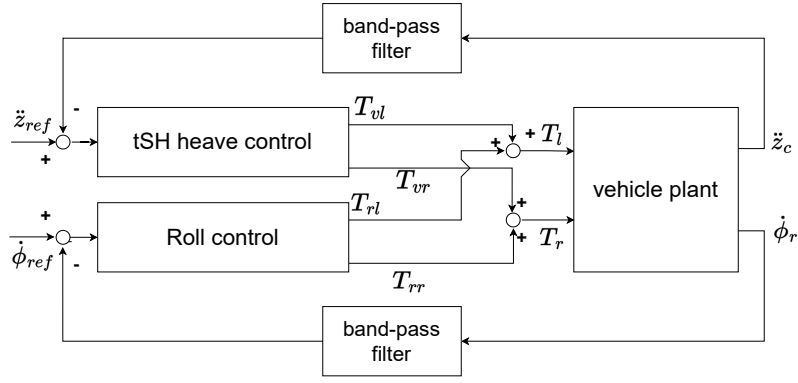 band-pass
filter
-
z̈_ref
+
tSH heave control
T_vl
T_vr
+
+
T_l
vehicle plant
z̈_c
+
ϕ̇_ref
-
Roll control
T_rl
T_rr
+
+
T_r
ϕ̇_r
band-pass
filter